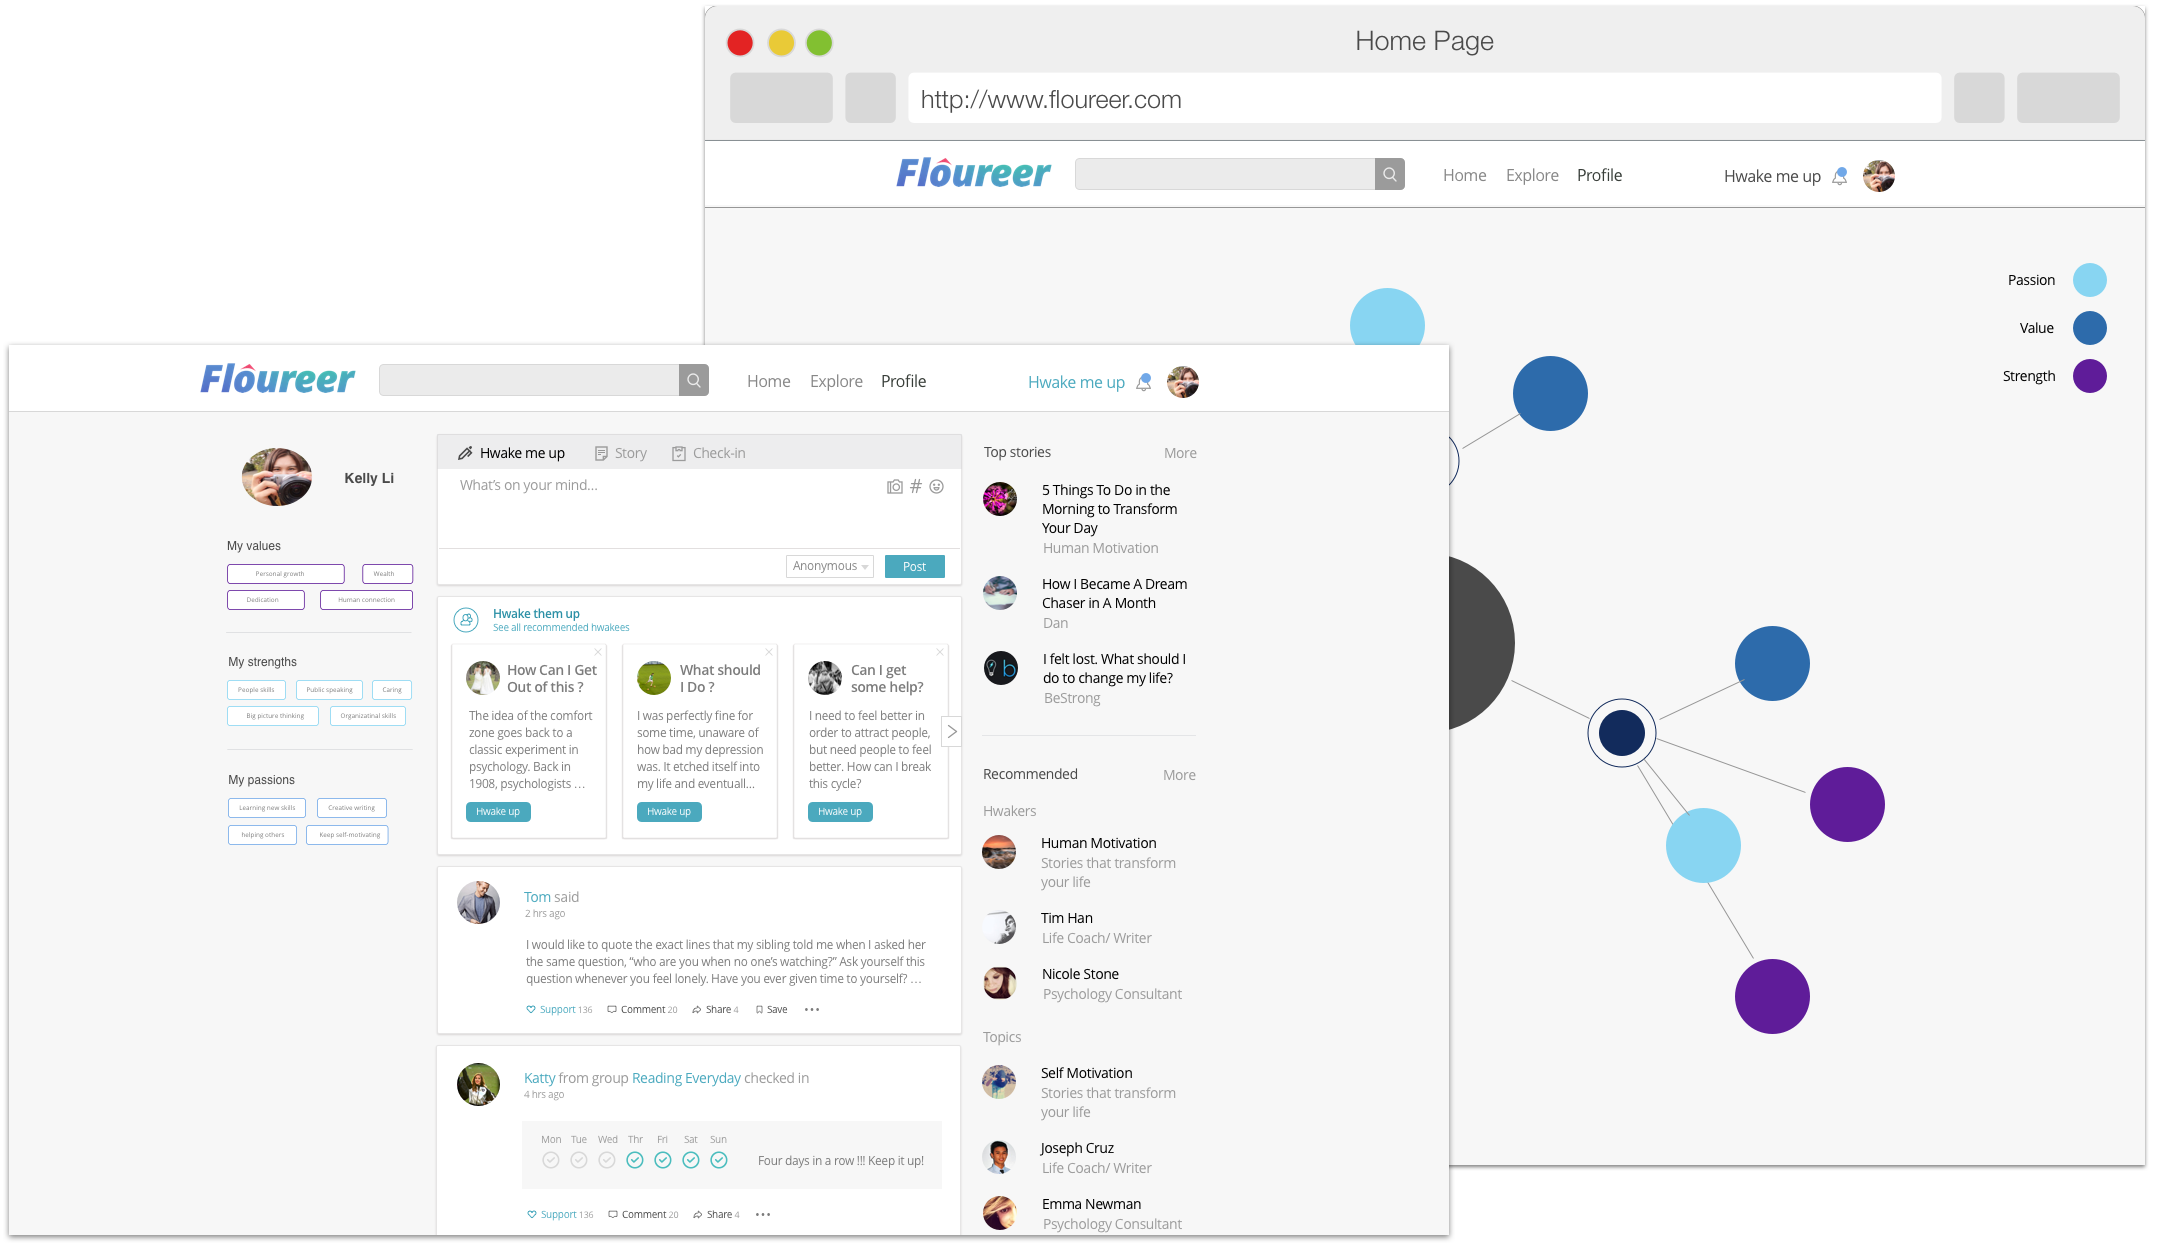 Home Page
http://www.floureer.com
Floureer
Home Explore Profile
Hwake me up
Passion
Value
Strength
Floureer
Home Explore Profile
Hwake me up
Kelly Li
My values
Personal growth Wealth
Dedication Human connection
My strengths
People skills Public speaking Caring
Big picture thinking Organizatinal skills
My passions
Learning new skills Creative writing
helping others Keep self-motivating
Hwake me up Story Check-in
What's on your mind...
#
Anonymous Post
Hwake them up
See all recommended hwakees
How Can I Get
Out of this ?
The idea of the comfort
zone goes back to a
classic experiment in
psychology. Back in
1908, psychologists …
Hwake up
What should
I Do ?
I was perfectly fine for
some time, unaware of
how bad my depression
was. It etched itself into
my life and eventuall...
Hwake up
Can I get
some help?
I need to feel better in
order to attract people,
but need people to feel
better. How can I break
this cycle?
Hwake up
Tom said
2 hrs ago
I would like to quote the exact lines that my sibling told me when I asked her
the same question, “who are you when no one’s watching?” Ask yourself this
question whenever you feel lonely. Have you ever given time to yourself? …
Support 136 Comment 20 Share 4 Save
Katty from group Reading Everyday checked in
4 hrs ago
Mon Tue Wed Thr Fri Sat Sun
Four days in a row !!! Keep it up!
Support 136 Comment 20 Share 4
Top stories More
5 Things To Do in the
Morning to Transform
Your Day
Human Motivation
How I Became A Dream
Chaser in A Month
Dan
b
I felt lost. What should I
do to change my life?
BeStrong
Recommended More
Hwakers
Human Motivation
Stories that transform
your life
Tim Han
Life Coach/ Writer
Nicole Stone
Psychology Consultant
Topics
Self Motivation
Stories that transform
your life
Joseph Cruz
Life Coach/ Writer
Emma Newman
Psychology Consultant